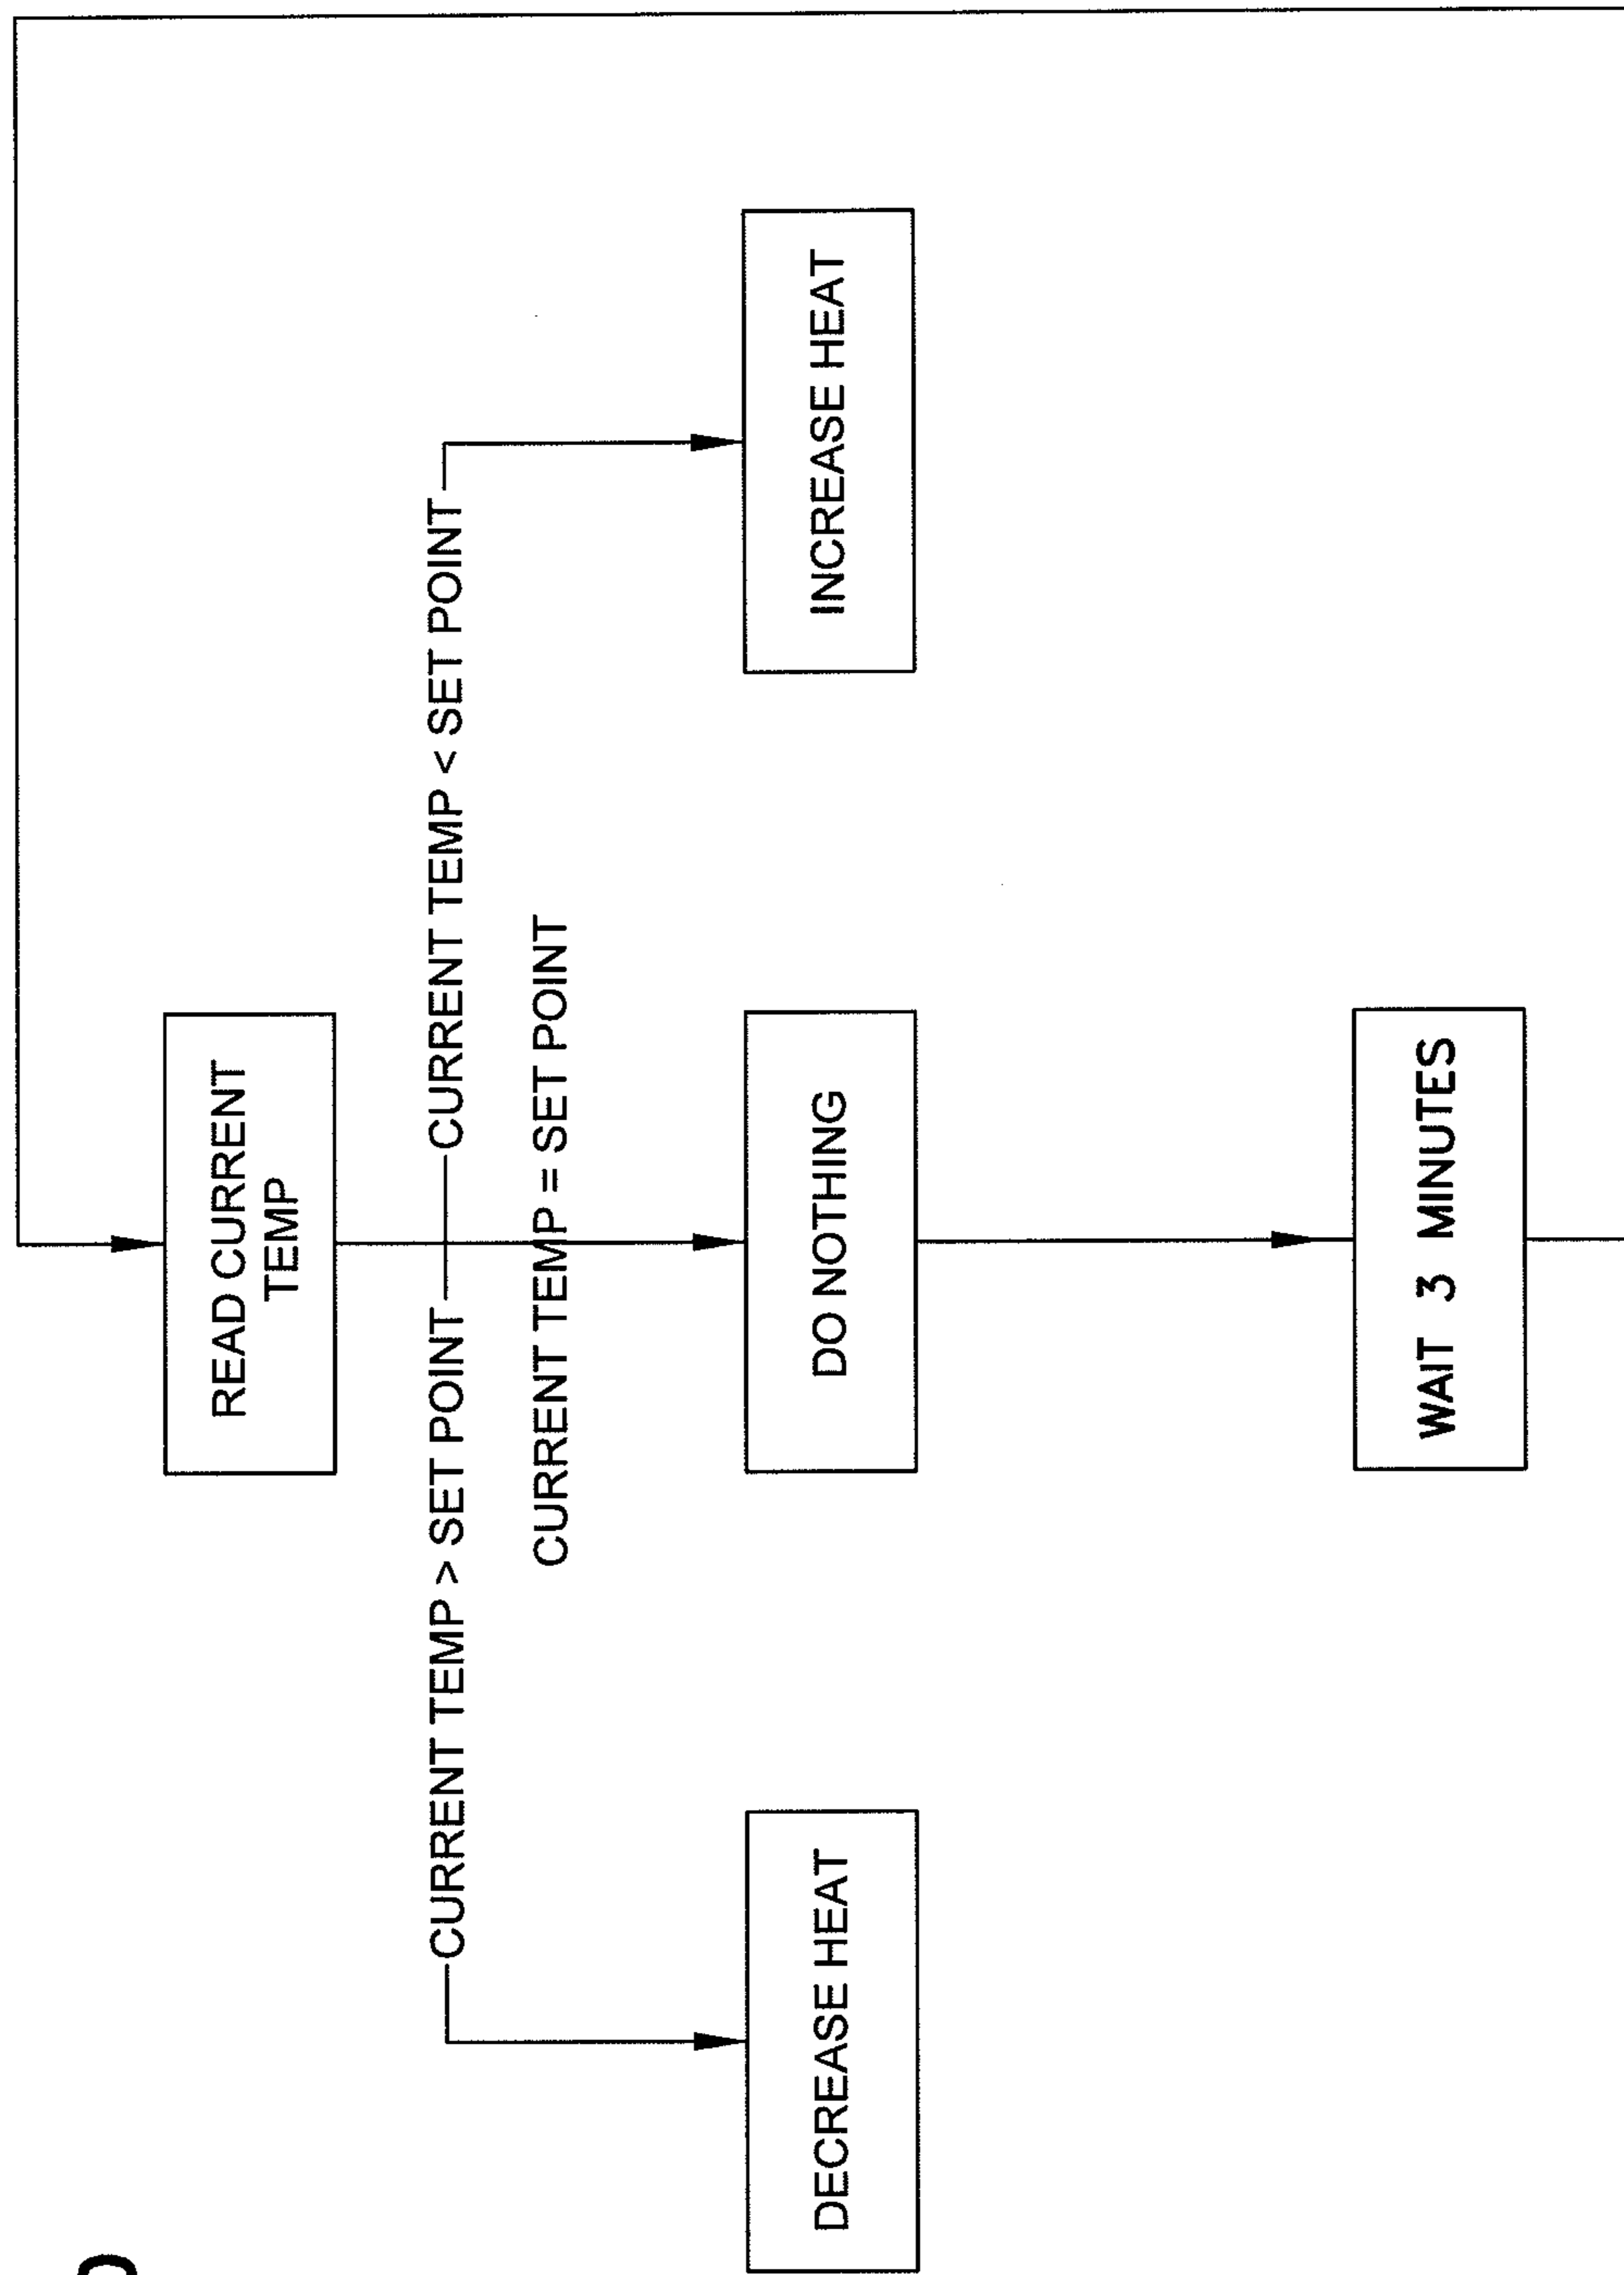 READ CURRENT
TEMP
CURRENT TEMP > SET POINT
CURRENT TEMP < SET POINT
CURRENT TEMP = SET POINT
DECREASE HEAT
DO NOTHING
INCREASE HEAT
WAIT 3 MINUTES